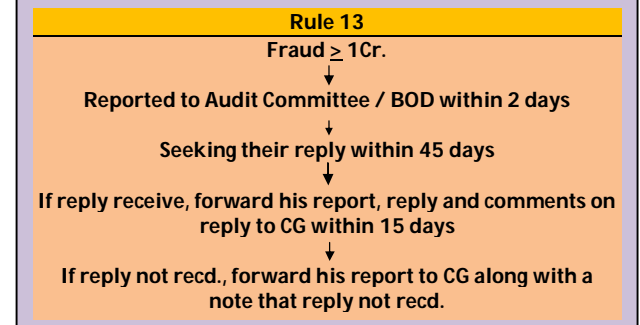 Rule 13
Fraud ≥ 1Cr.
Reported to Audit Committee / BOD within 2 days
Seeking their reply within 45 days
If reply receive, forward his report, reply and comments on
reply to CG within 15 days
If reply not recd., forward his report to CG along with a
note that reply not recd.